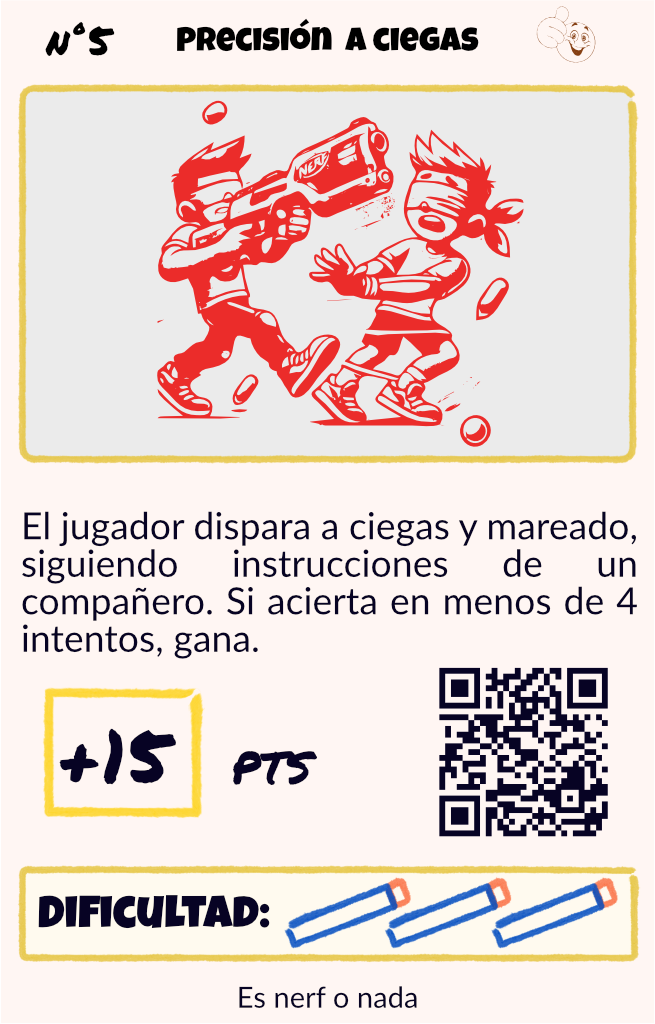 N°5
Precisión a ciegas
NERF
El jugador dispara a ciegas y mareado,
siguiendo instrucciones de un
compañero. Si acierta en menos de 4
intentos, gana.
+15 PTS
DIFICULTAD:
Es nerf o nada